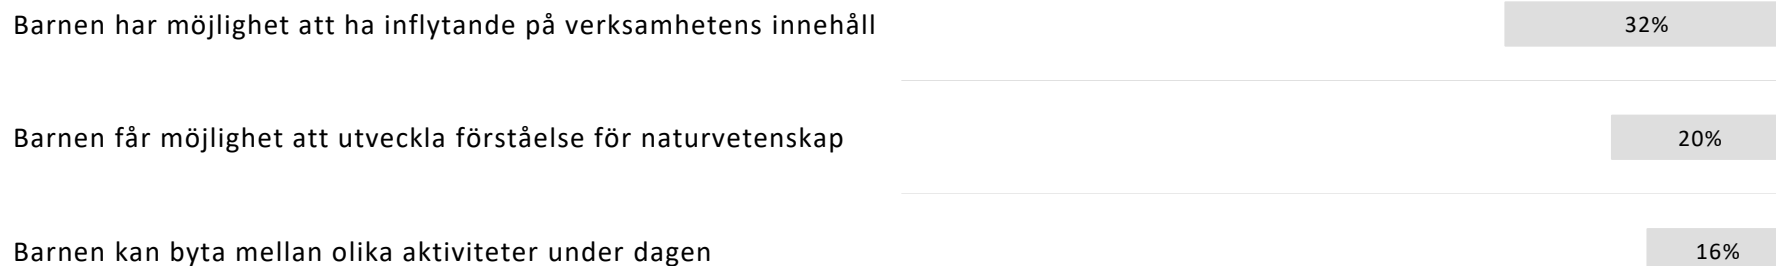 Barnen har möjlighet att ha inflytande på verksamhetens innehåll 32%
Barnen får möjlighet att utveckla förståelse för naturvetenskap 20%
Barnen kan byta mellan olika aktiviteter under dagen 16%